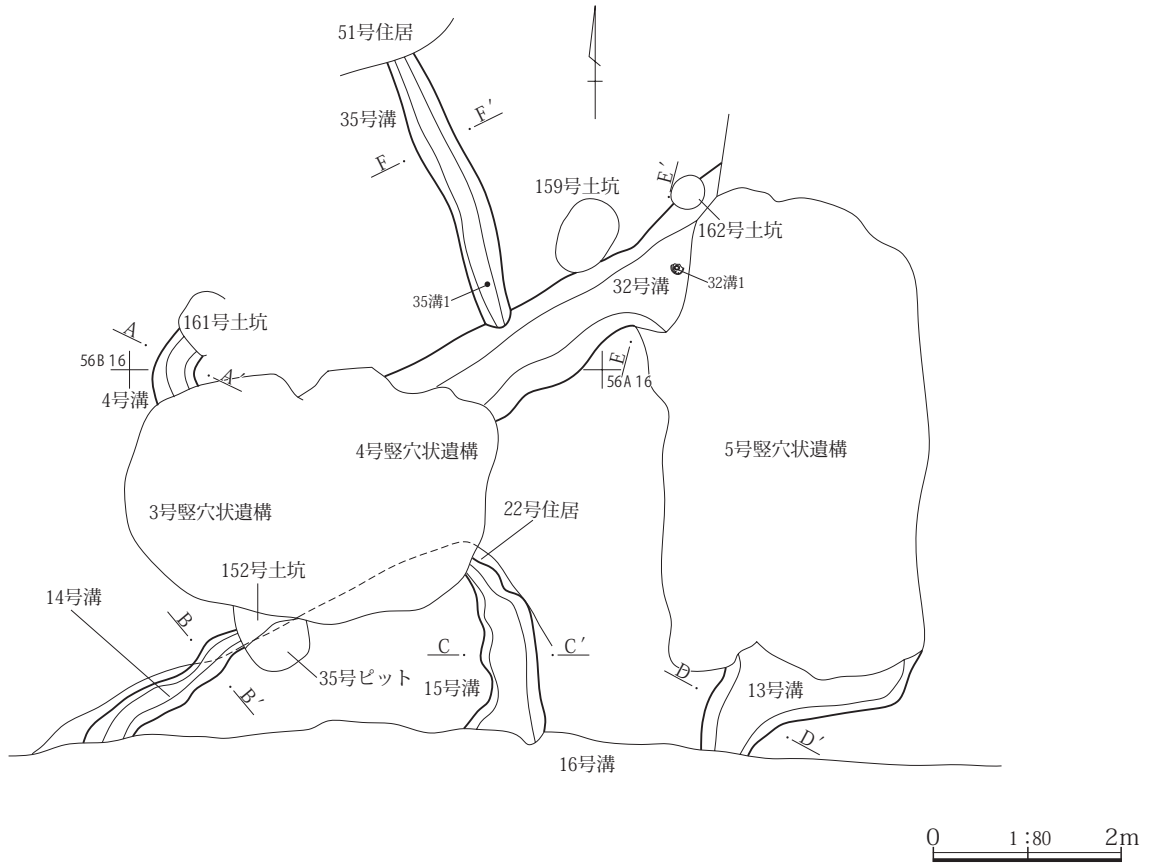 51号住居
35号溝
F′
F
159号土坑
E′
162号土坑
32号溝
32溝1
35溝1
161号土坑
A
56B 16
A′
4号溝
E
56A 16
4号竪穴状遺構
5号竪穴状遺構
3号竪穴状遺構
22号住居
152号土坑
14号溝
B
C
C′
35号ピット
15号溝
B′
D
13号溝
D′
16号溝
0 1:80 2m